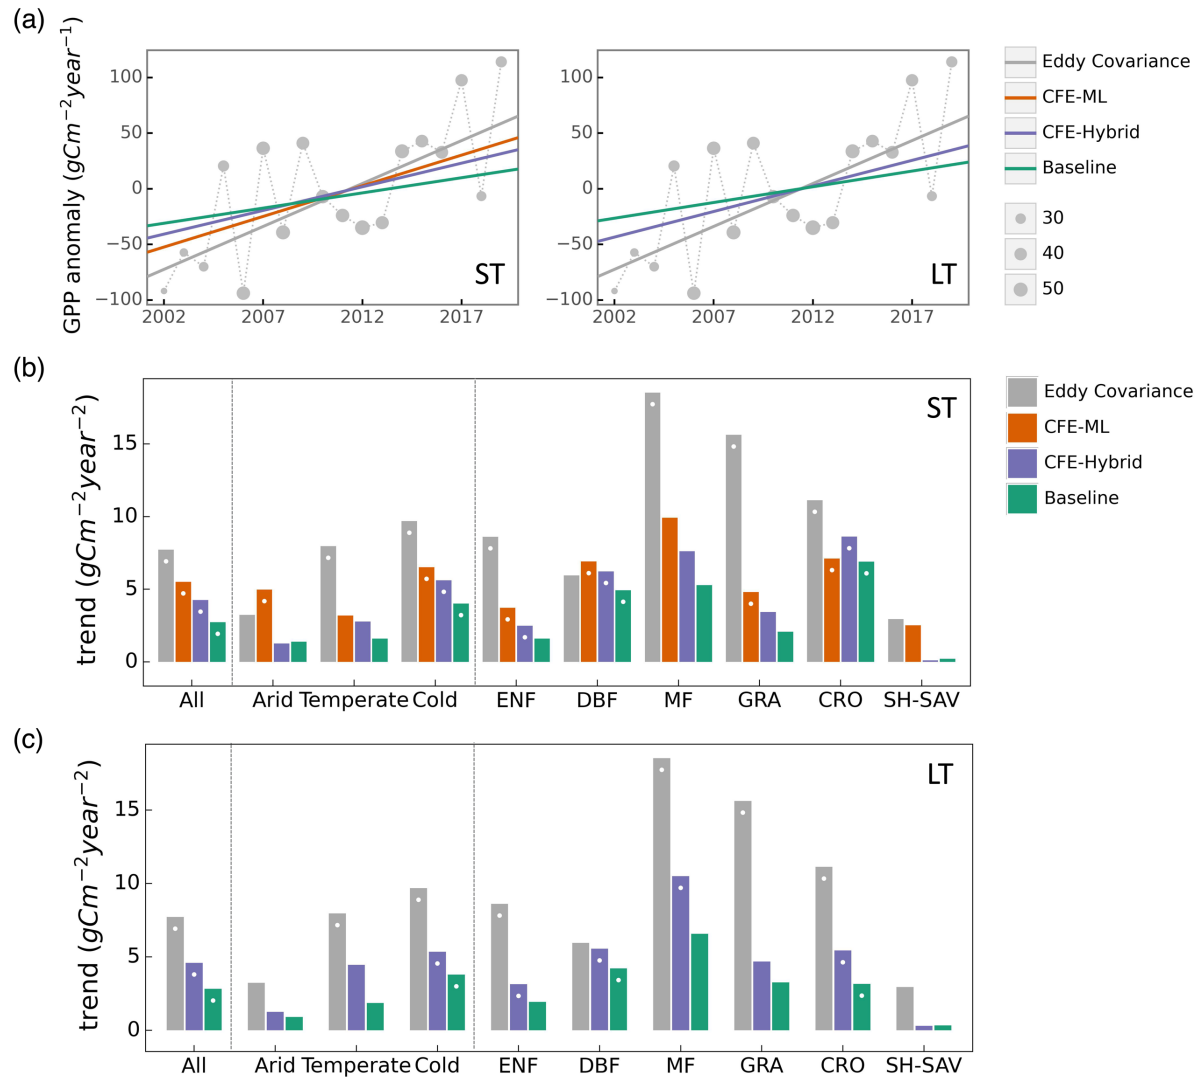 (a)
GPP anomaly (gCm⁻²year⁻¹)
100
50
0
−50
−100
2002 2007 2012 2017
ST
100
50
0
−50
−100
2002 2007 2012 2017
LT
Eddy Covariance
CFE-ML
CFE-Hybrid
Baseline
30
40
50
(b)
trend (gCm⁻²year⁻²)
15
10
5
0
ST
All Arid Temperate Cold ENF DBF MF GRA CRO SH-SAV
Eddy Covariance
CFE-ML
CFE-Hybrid
Baseline
(c)
trend (gCm⁻²year⁻²)
15
10
5
0
LT
All Arid Temperate Cold ENF DBF MF GRA CRO SH-SAV